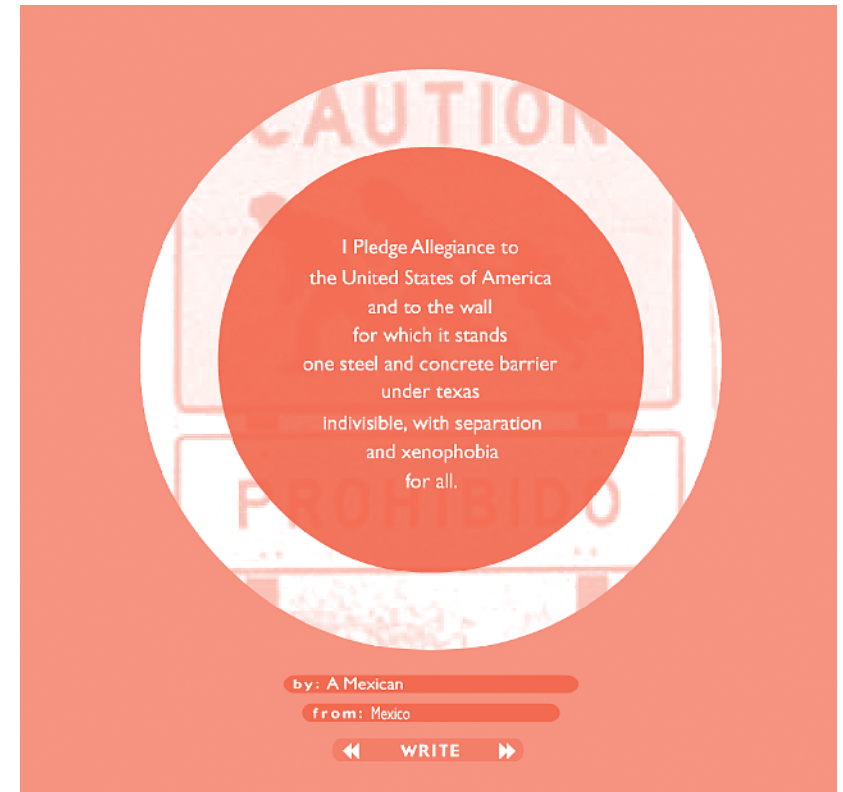 CAUTION
I Pledge Allegiance to
the United States of America
and to the wall
for which it stands
one steel and concrete barrier
under texas
indivisible, with separation
and xenophobia
for all.
PROHIBIDO
by: A Mexican
from: Mexico
WRITE